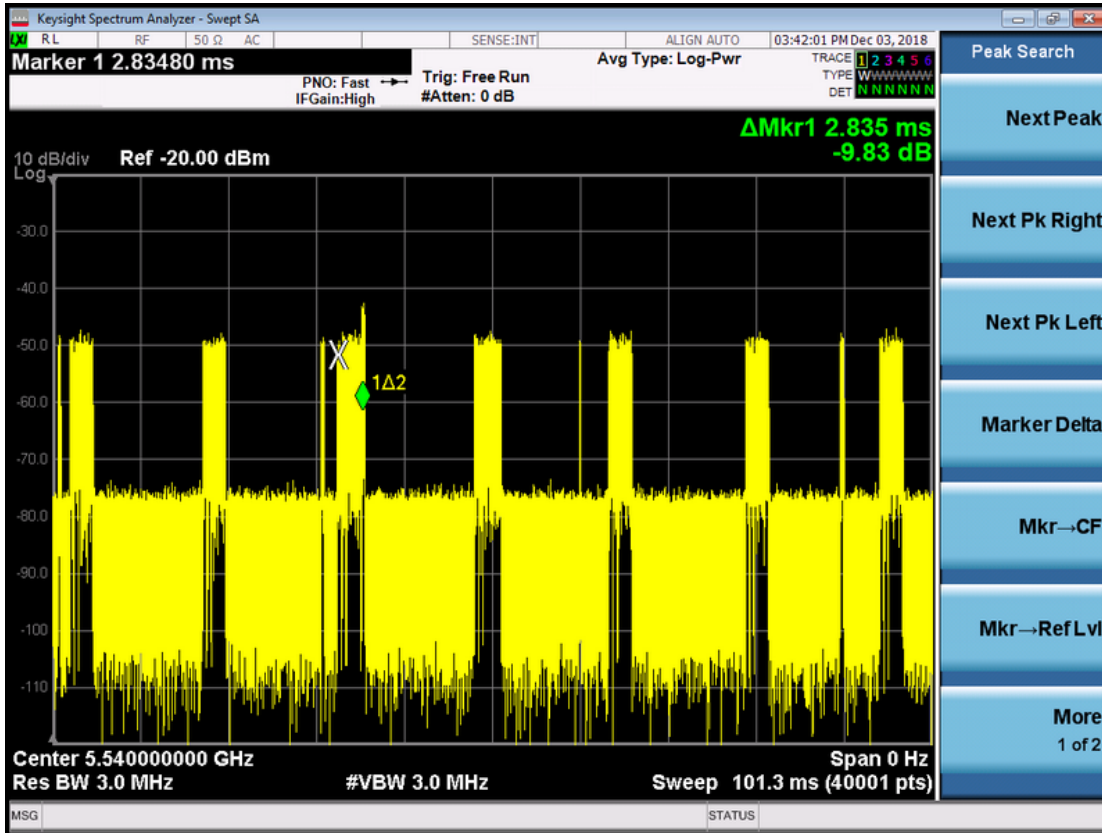 Keysight Spectrum Analyzer - Swept SA
LXI RL RF 50 Ω AC SENSE:INT ALIGN AUTO 03:42:01 PM Dec 03, 2018
Marker 1 2.83480 ms
PNO: Fast
IFGain:High
Trig: Free Run
#Atten: 0 dB
Avg Type: Log-Pwr
TRACE 1 2 3 4 5 6
TYPE WWWWWW
DET N N N N N N
ΔMkr1 2.835 ms
-9.83 dB
10 dB/div Ref -20.00 dBm
Log
-30.0
-40.0
-50.0
-60.0
-70.0
-80.0
-90.0
-100
-110
X
1Δ2
Center 5.540000000 GHz Span 0 Hz
Res BW 3.0 MHz #VBW 3.0 MHz Sweep 101.3 ms (40001 pts)
MSG STATUS
Peak Search
Next Peak
Next Pk Right
Next Pk Left
Marker Delta
Mkr→CF
Mkr→Ref Lvl
More
1 of 2